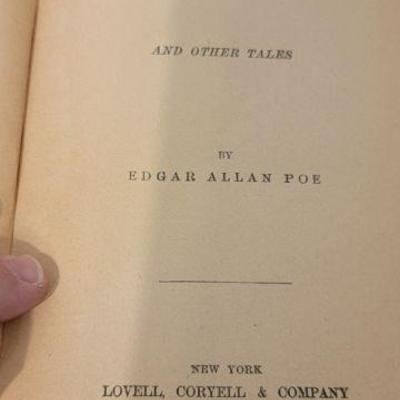 AND OTHER TALES
BY
EDGAR ALLAN POE
NEW YORK
LOVELL, CORYELL & COMPANY